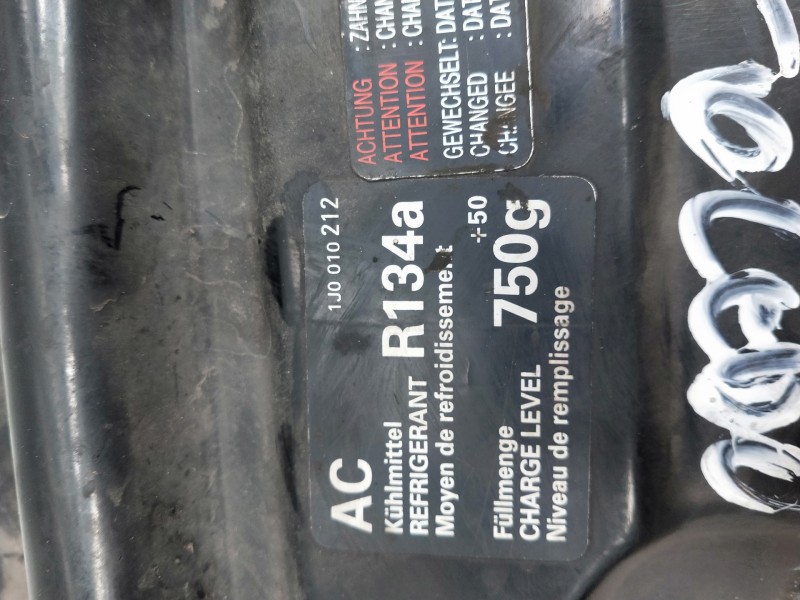 1J0 010 212
AC
Kühlmittel
REFRIGERANT R134a
Moyen de refroidissement
Füllmenge +50
CHARGE LEVEL 750g
Niveau de remplissage
ACHTUNG :
ATTENTION :
ATTENTION :
GEWECHSELT:
CHANGED :
CHANGEE :